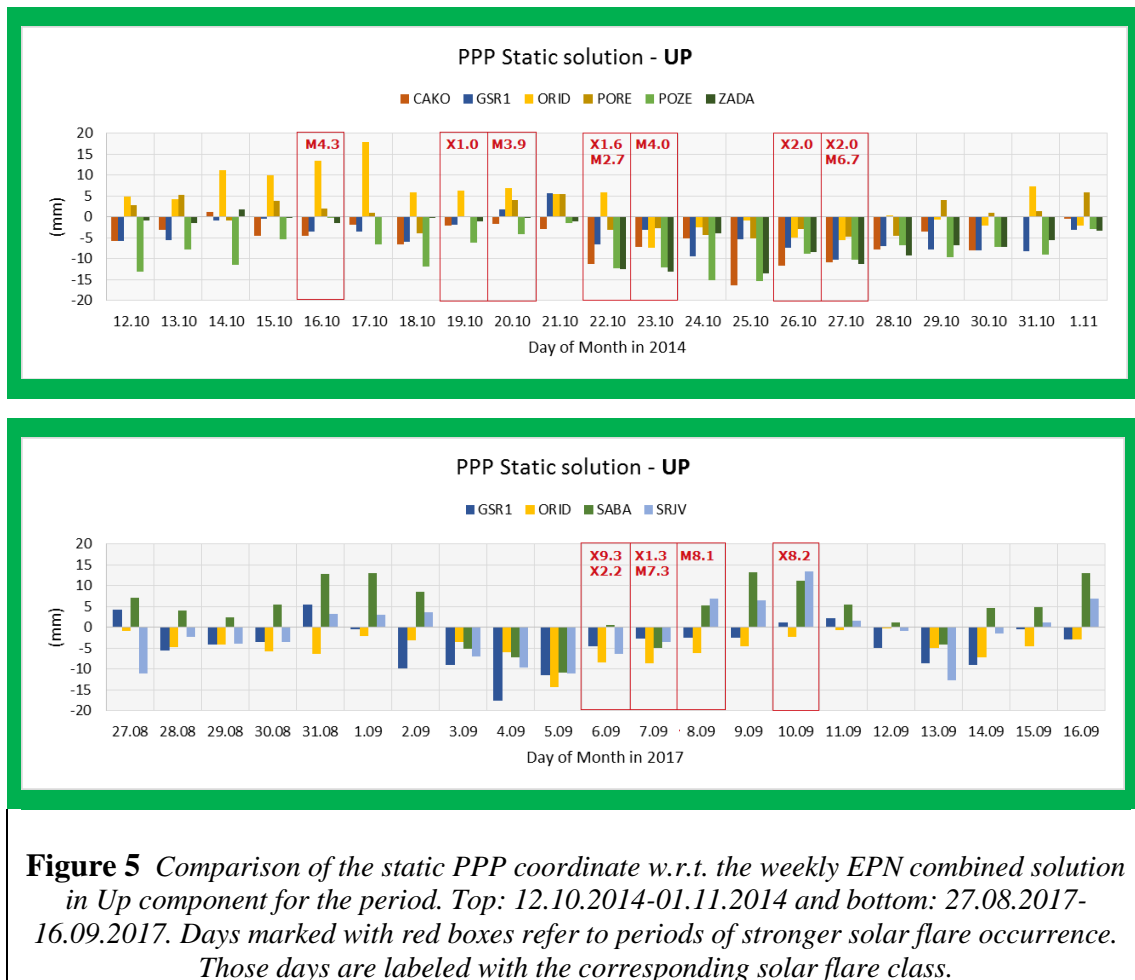 PPP Static solution - UP
CAKO GSR1 ORID PORE POZE ZADA
M4.3 X1.0 M3.9 X1.6 M4.0 X2.0 X2.0
M2.7 M6.7
20
15
10
5
0
-5
-10
-15
-20
(mm)
12.10 13.10 14.10 15.10 16.10 17.10 18.10 19.10 20.10 21.10 22.10 23.10 24.10 25.10 26.10 27.10 28.10 29.10 30.10 31.10 1.11
Day of Month in 2014
PPP Static solution - UP
GSR1 ORID SABA SRJV
X9.3 X1.3 M8.1 X8.2
X2.2 M7.3
20
15
10
5
0
-5
-10
-15
-20
(mm)
27.08 28.08 29.08 30.08 31.08 1.09 2.09 3.09 4.09 5.09 6.09 7.09 8.09 9.09 10.09 11.09 12.09 13.09 14.09 15.09 16.09
Day of Month in 2017
Figure 5 Comparison of the static PPP coordinate w.r.t. the weekly EPN combined solution
in Up component for the period. Top: 12.10.2014-01.11.2014 and bottom: 27.08.2017-
16.09.2017. Days marked with red boxes refer to periods of stronger solar flare occurrence.
Those days are labeled with the corresponding solar flare class.